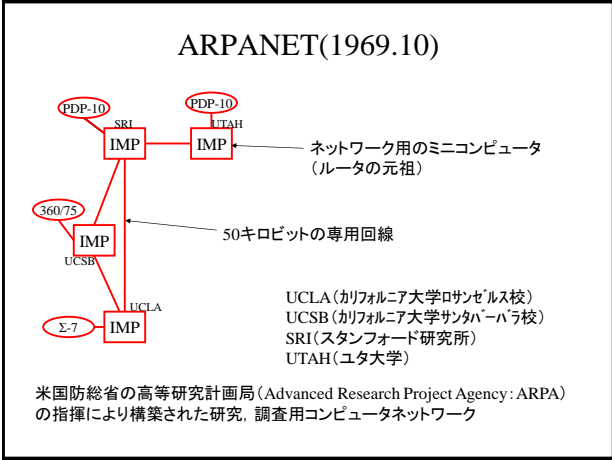 ARPANET(1969.10)
PDP-10
SRI
IMP
PDP-10
UTAH
IMP
ネットワーク用のミニコンピュータ
(ルータの元祖)
360/75
IMP
UCSB
50キロビットの専用回線
UCLA
Σ-7
IMP
UCLA(カリフォルニア大学ロサンゼルス校)
UCSB(カリフォルニア大学サンタバーバラ校)
SRI(スタンフォード研究所)
UTAH(ユタ大学)
米国防総省の高等研究計画局(Advanced Research Project Agency:ARPA)
の指揮により構築された研究,調査用コンピュータネットワーク